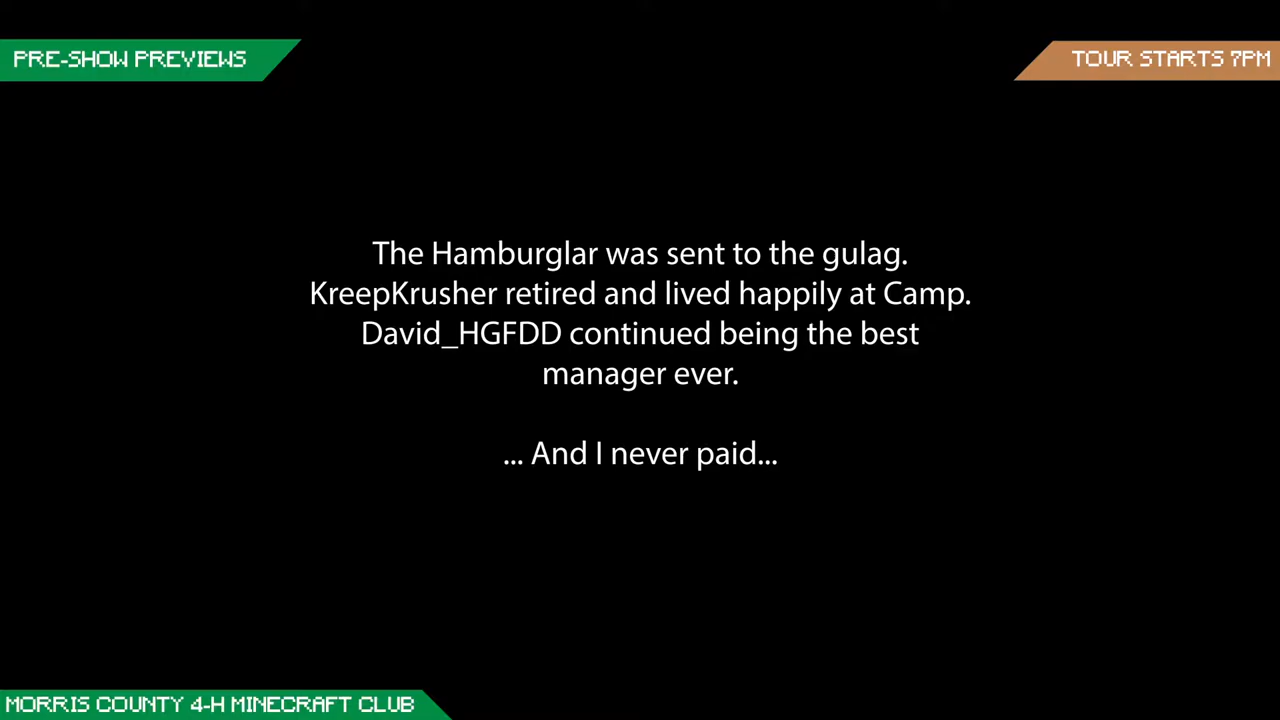 PRE-SHOW PREVIEWS
TOUR STARTS 7PM
The Hamburglar was sent to the gulag.
KreepKrusher retired and lived happily at Camp.
David_HGFDD continued being the best
manager ever.
... And I never paid...
MORRIS COUNTY 4-H MINECRAFT CLUB